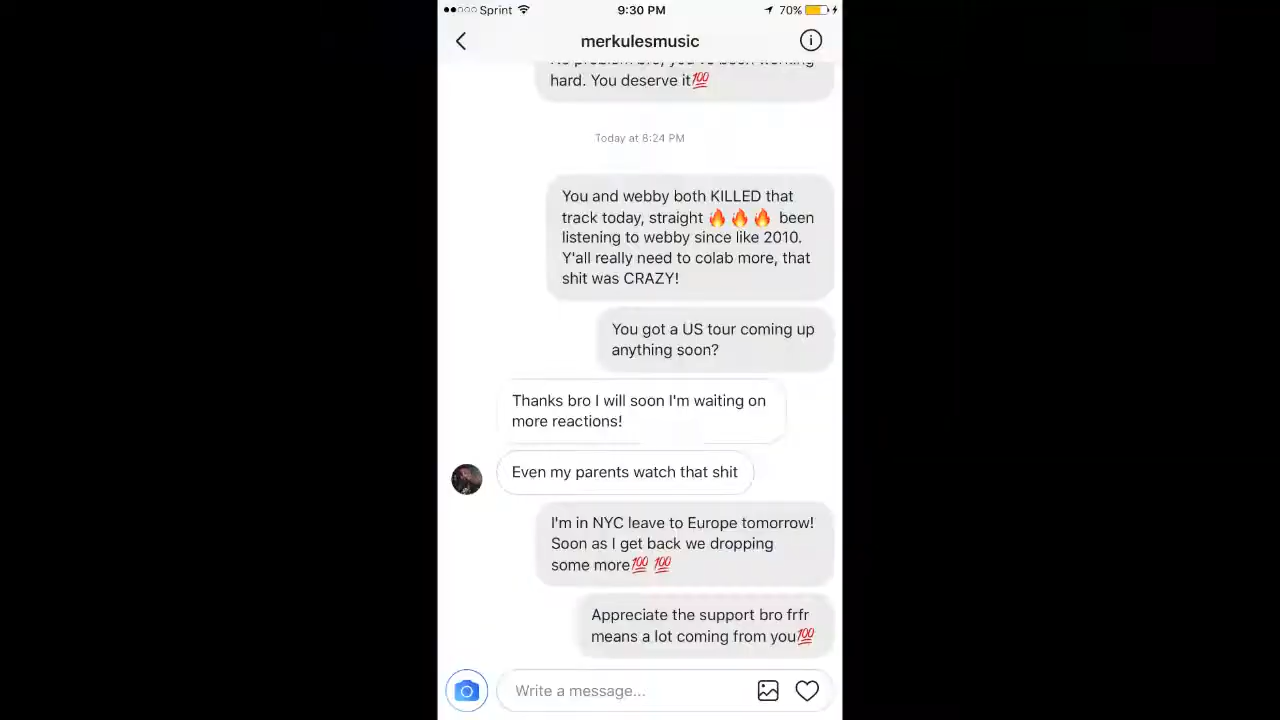 Sprint 9:30 PM 70%
merkulesmusic
No problem bro, you've been working
hard. You deserve it💯
Today at 8:24 PM
You and webby both KILLED that
track today, straight 🔥🔥🔥 been
listening to webby since like 2010.
Y'all really need to colab more, that
shit was CRAZY!
You got a US tour coming up
anything soon?
Thanks bro I will soon I'm waiting on
more reactions!
Even my parents watch that shit
I'm in NYC leave to Europe tomorrow!
Soon as I get back we dropping
some more💯 💯
Appreciate the support bro frfr
means a lot coming from you💯
Write a message...